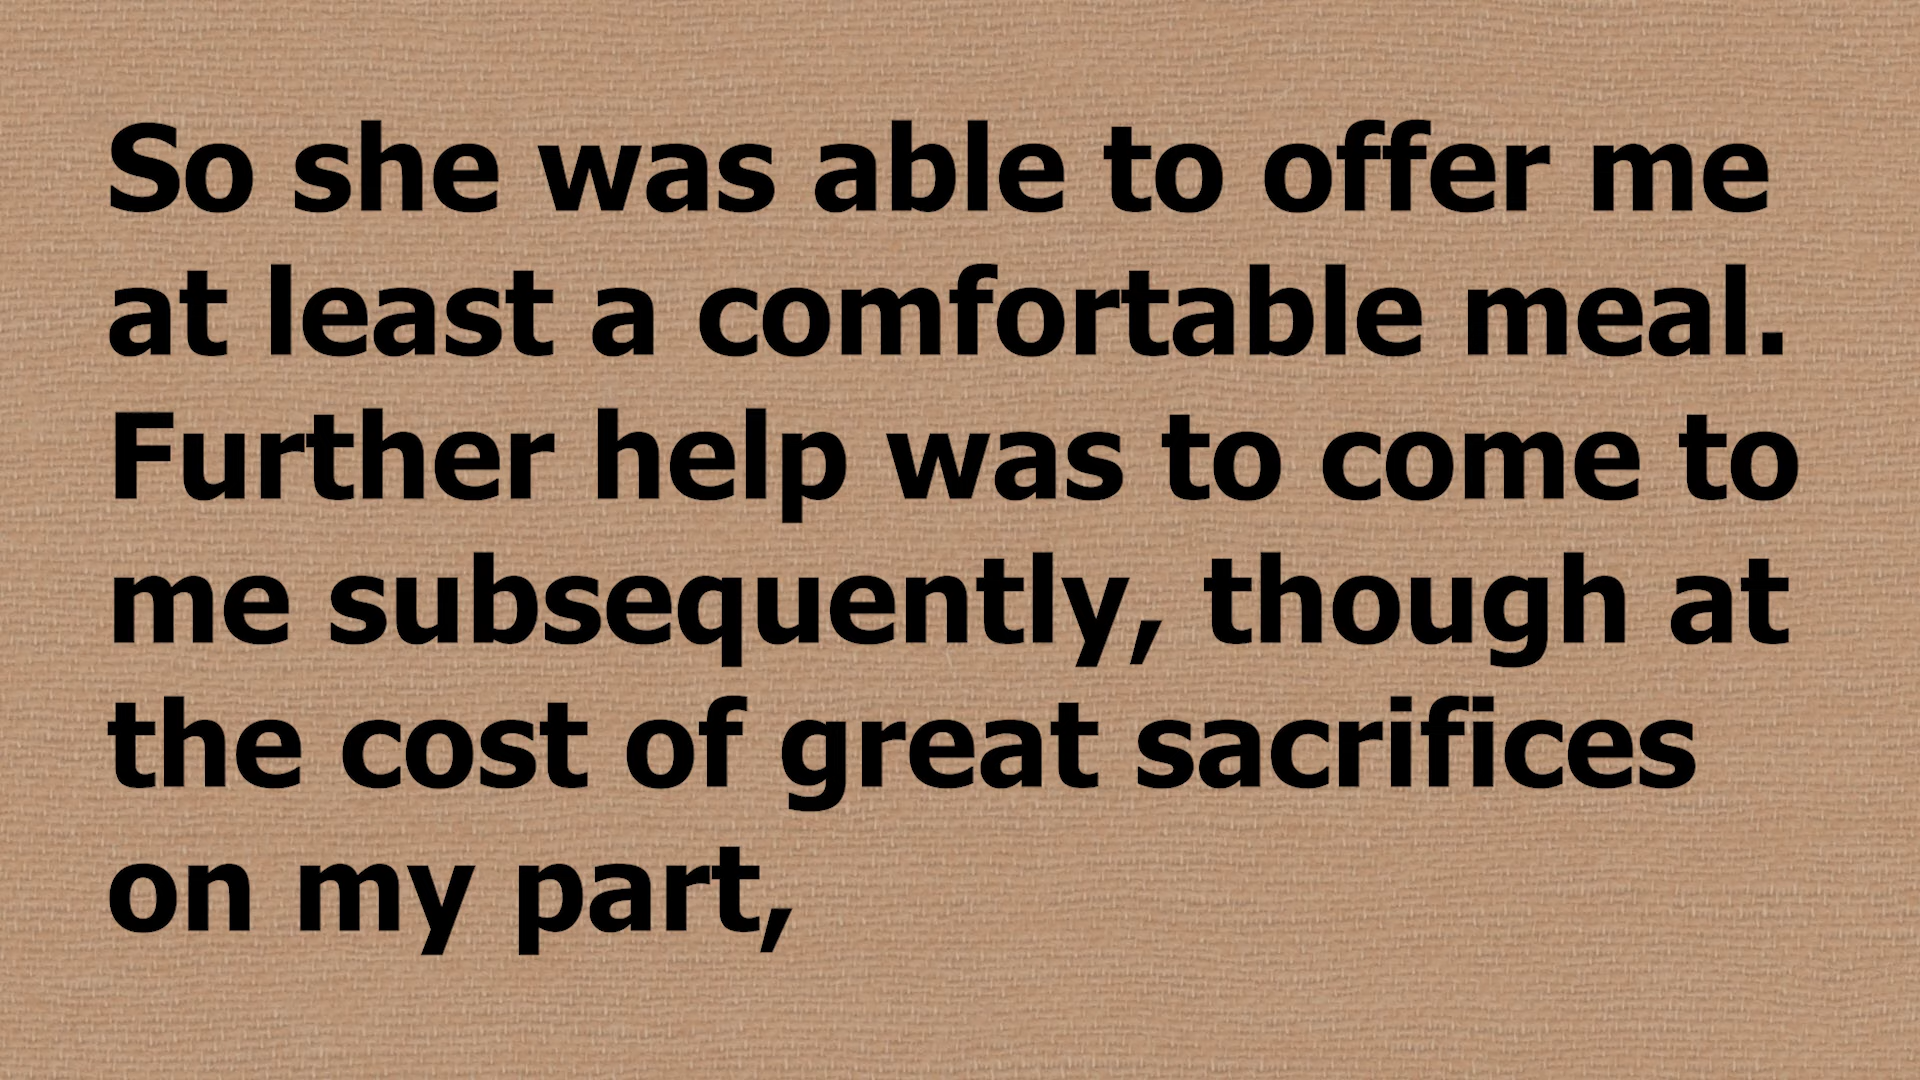 So she was able to offer me
at least a comfortable meal.
Further help was to come to
me subsequently, though at
the cost of great sacrifices
on my part,